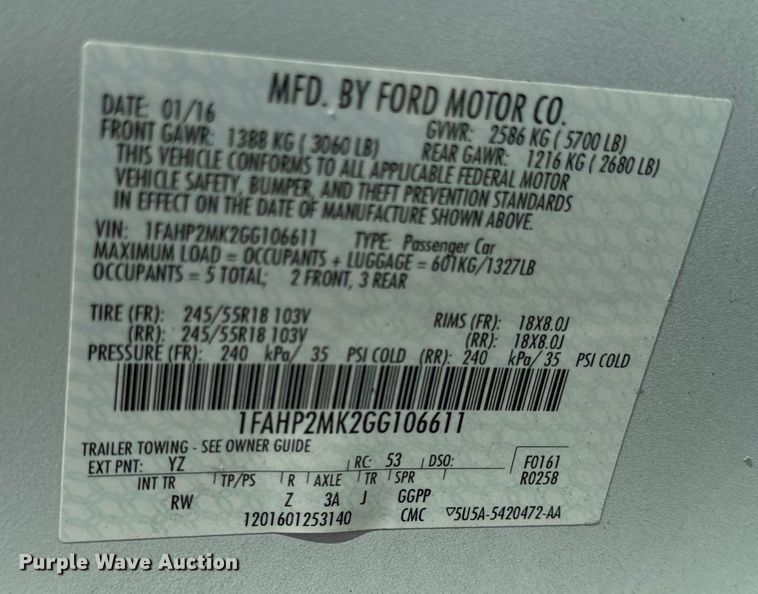 MFD. BY FORD MOTOR CO.
DATE: 01/16 GVWR: 2586 KG ( 5700 LB)
FRONT GAWR: 1388 KG ( 3060 LB) REAR GAWR: 1216 KG ( 2680 LB)
THIS VEHICLE CONFORMS TO ALL APPLICABLE FEDERAL MOTOR
VEHICLE SAFETY, BUMPER, AND THEFT PREVENTION STANDARDS
IN EFFECT ON THE DATE OF MANUFACTURE SHOWN ABOVE.
VIN: 1FAHP2MK2GG106611 TYPE: Passenger Car
MAXIMUM LOAD = OCCUPANTS + LUGGAGE = 601KG/1327LB
OCCUPANTS = 5 TOTAL; 2 FRONT, 3 REAR
TIRE (FR): 245/55R18 103V RIMS (FR): 18X8.0J
(RR): 245/55R18 103V (RR): 18X8.0J
PRESSURE (FR): 240 kPa/ 35 PSI COLD (RR): 240 kPa/ 35 PSI COLD
1FAHP2MK2GG106611
TRAILER TOWING - SEE OWNER GUIDE
EXT PNT: YZ RC: 53 DSO: F0161
INT TR TP/PS R AXLE TR SPR R0258
RW Z 3A J GGPP
1201601253140 CMC ▽5U5A-5420472-AA
Purple Wave Auction